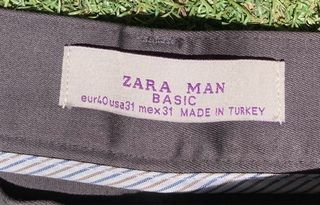 ZARA MAN
BASIC
eur40usa31 mex31 MADE IN TURKEY